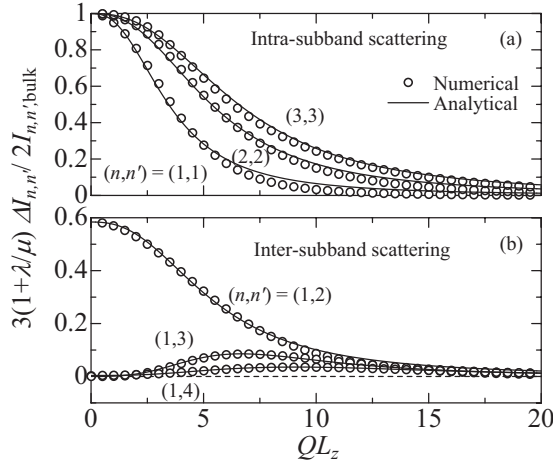 1
0.8
0.6
0.4
0.2
0
Intra-subband scattering
(a)
Numerical
Analytical
(3,3)
(2,2)
(n,n') = (1,1)
3(1+λ/μ) ΔI_{n,n'} / 2I_{n,n',bulk}
0.6
0.4
0.2
0
Inter-subband scattering
(b)
(n,n') = (1,2)
(1,3)
(1,4)
0 5 10 15 20
QL_z